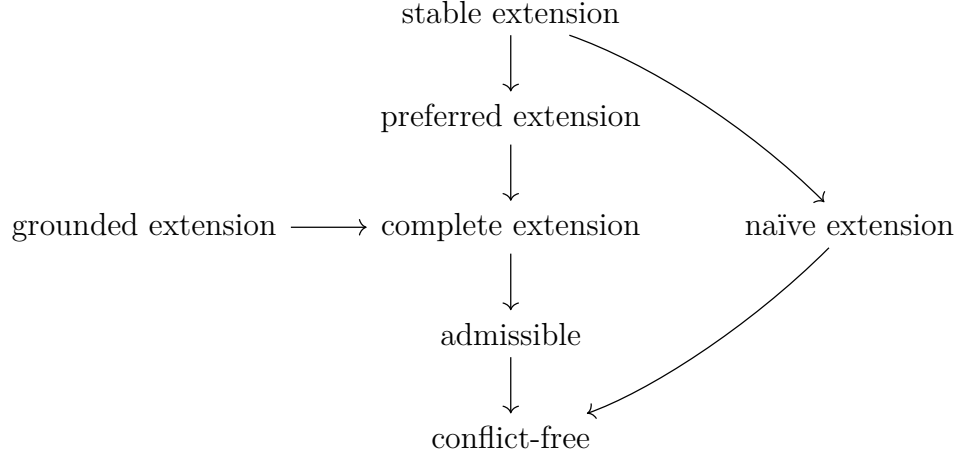 stable extension
preferred extension
grounded extension
complete extension
naïve extension
admissible
conflict-free